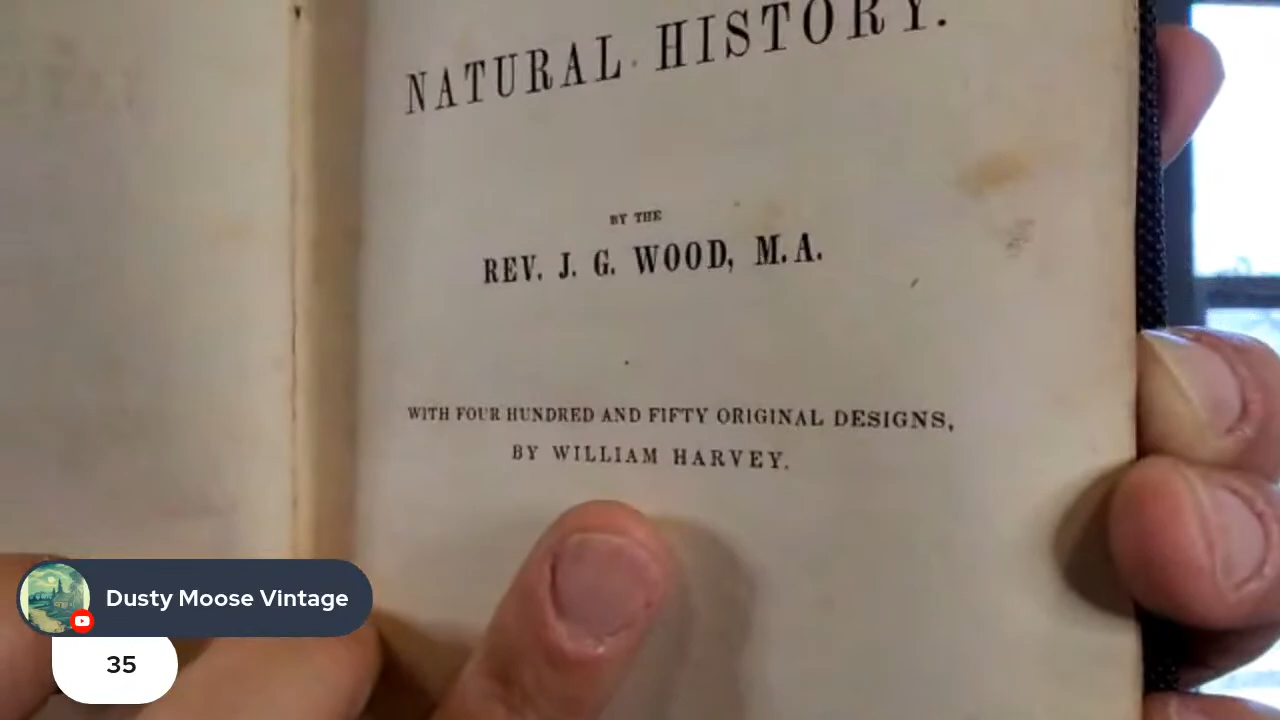 NATURAL HISTORY.
BY THE
REV. J. G. WOOD, M.A.
WITH FOUR HUNDRED AND FIFTY ORIGINAL DESIGNS,
BY WILLIAM HARVEY.
Dusty Moose Vintage
35